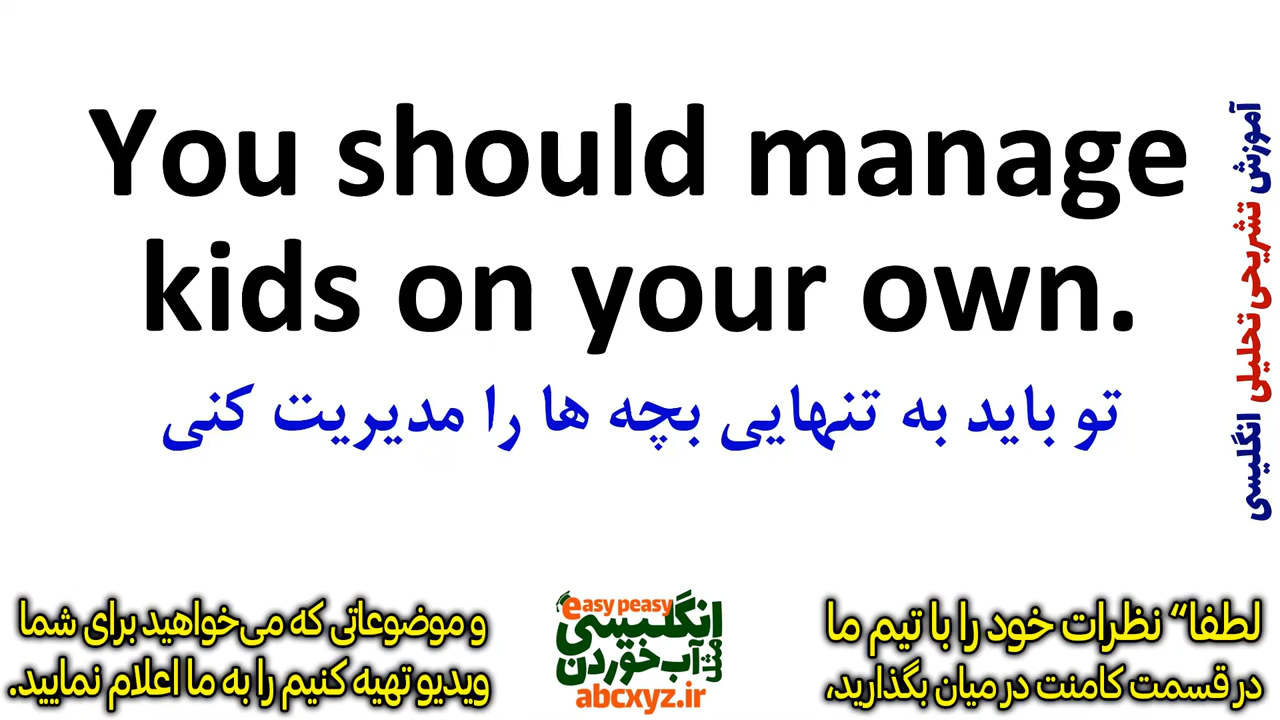 You should manage
kids on your own.
تو باید به تنهایی بچه ها را مدیریت کنی
آموزش تشریحی تحلیلی انگلیسی
لطفا“ نظرات خود را با تیم ما
در قسمت کامنت در میان بگذارید،
و موضوعاتی که می‌خواهید برای شما
ویدیو تهیه کنیم را به ما اعلام نمایید.
easy peasy
انگلیسی
مثل
آب خوردن
abcxyz.ir